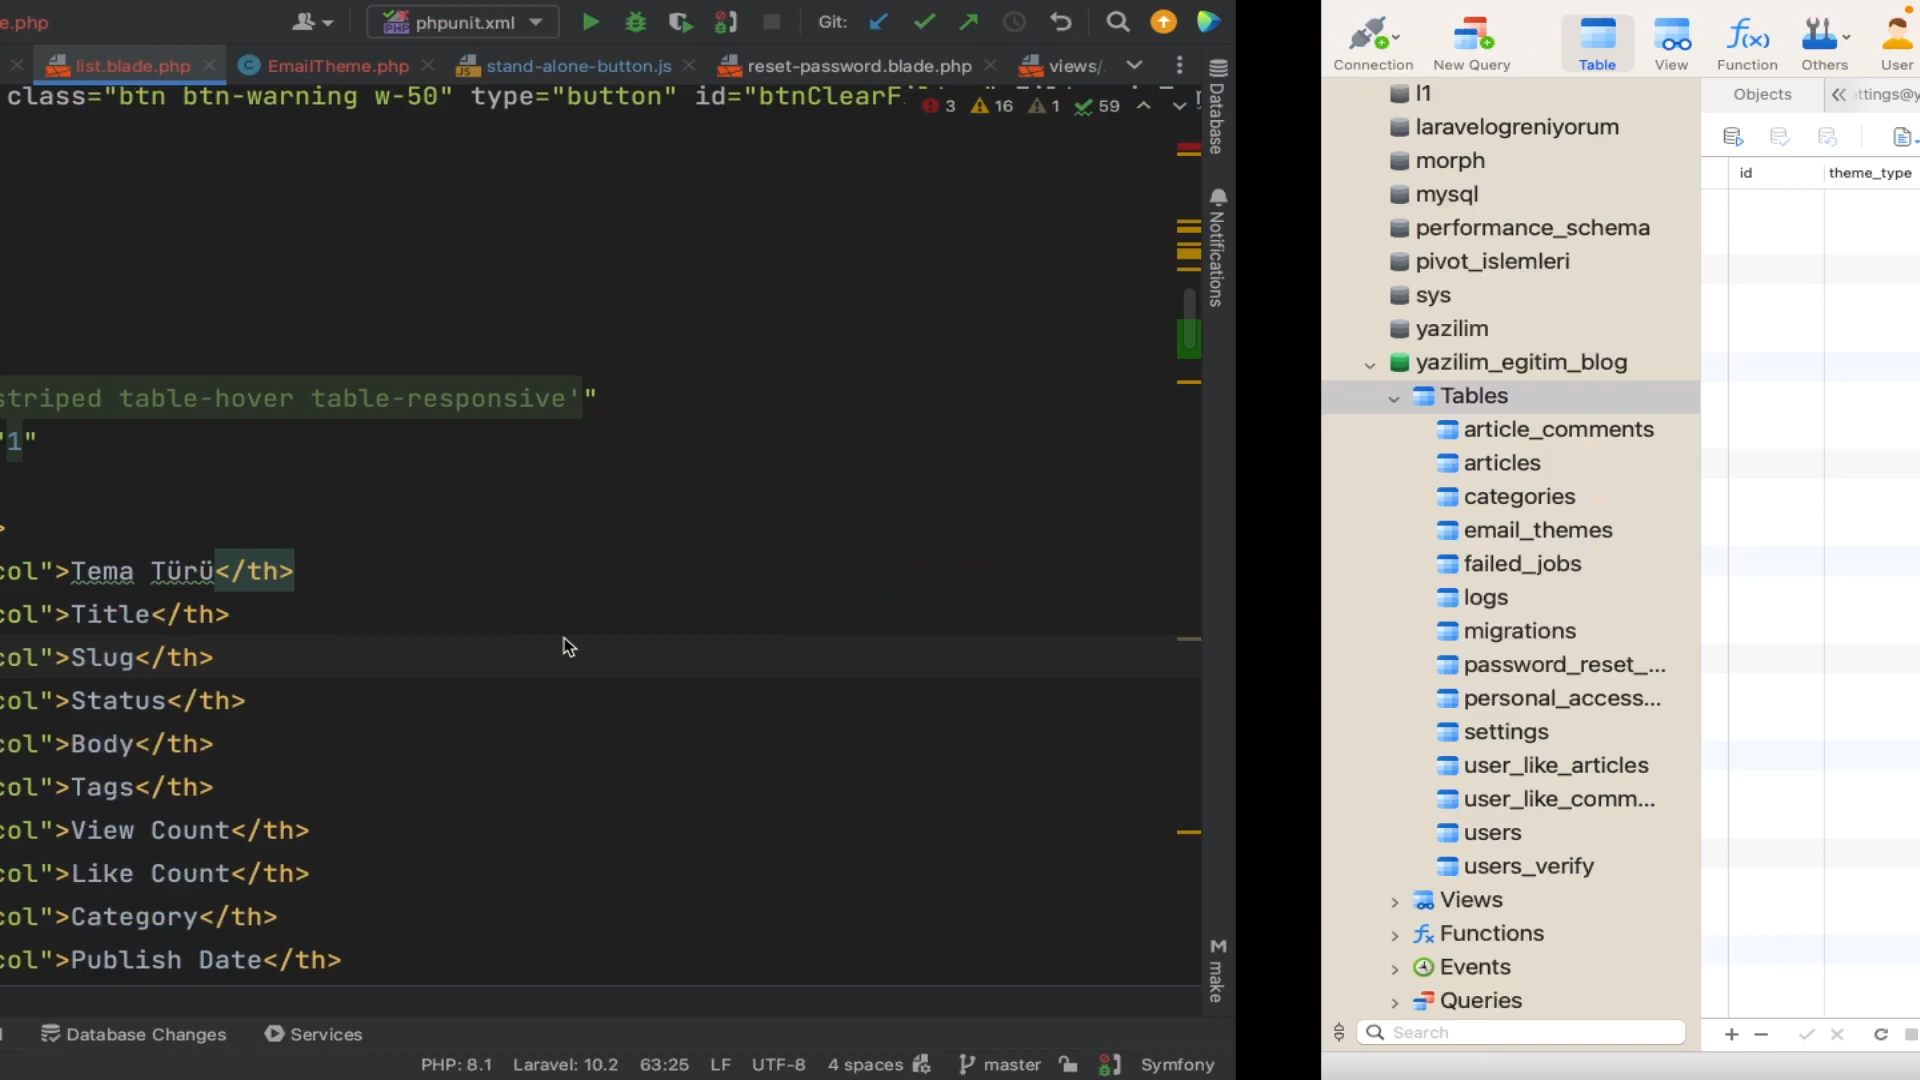 e.php
phpunit.xml
Git:
list.blade.php
EmailTheme.php
stand-alone-button.js
reset-password.blade.php
views/
class="btn btn-warning w-50" type="button" id="btnClearF
3
16
1
59
striped table-hover table-responsive'"
"1"
>
col">Tema Türü</th>
col">Title</th>
col">Slug</th>
col">Status</th>
col">Body</th>
col">Tags</th>
col">View Count</th>
col">Like Count</th>
col">Category</th>
col">Publish Date</th>
Database
Notifications
make
Database Changes
Services
PHP: 8.1
Laravel: 10.2
63:25
LF
UTF-8
4 spaces
master
Symfony
Connection
New Query
Table
View
Function
Others
User
l1
laravelogreniyorum
morph
mysql
performance_schema
pivot_islemleri
sys
yazilim
yazilim_egitim_blog
Tables
article_comments
articles
categories
email_themes
failed_jobs
logs
migrations
password_reset_...
personal_access...
settings
user_like_articles
user_like_comm...
users
users_verify
Views
Functions
Events
Queries
Search
Objects
ttings@y
id
theme_type